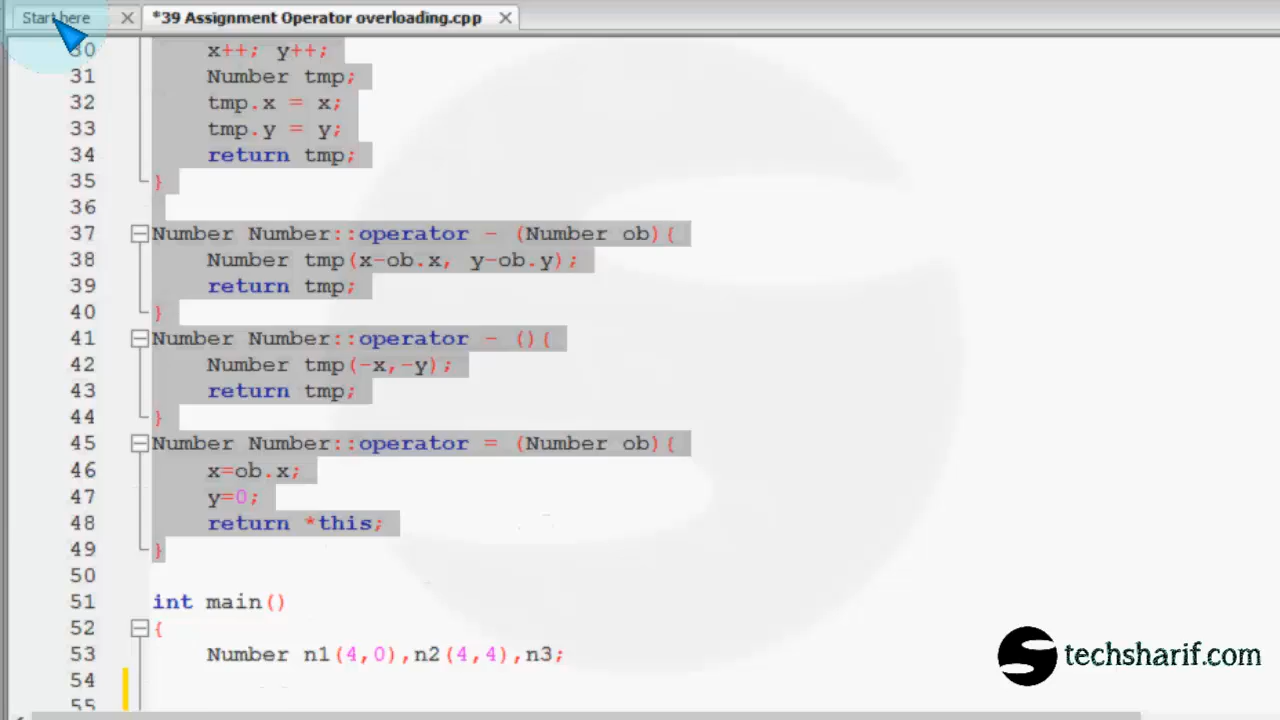 Start here
*39 Assignment Operator overloading.cpp
30 x++; y++;
31 Number tmp;
32 tmp.x = x;
33 tmp.y = y;
34 return tmp;
35 }
36
37 Number Number::operator - (Number ob){
38 Number tmp(x-ob.x, y-ob.y);
39 return tmp;
40 }
41 Number Number::operator - (){
42 Number tmp(-x,-y);
43 return tmp;
44 }
45 Number Number::operator = (Number ob){
46 x=ob.x;
47 y=0;
48 return *this;
49 }
50
51 int main()
52 {
53 Number n1(4,0),n2(4,4),n3;
54
55
techsharif.com